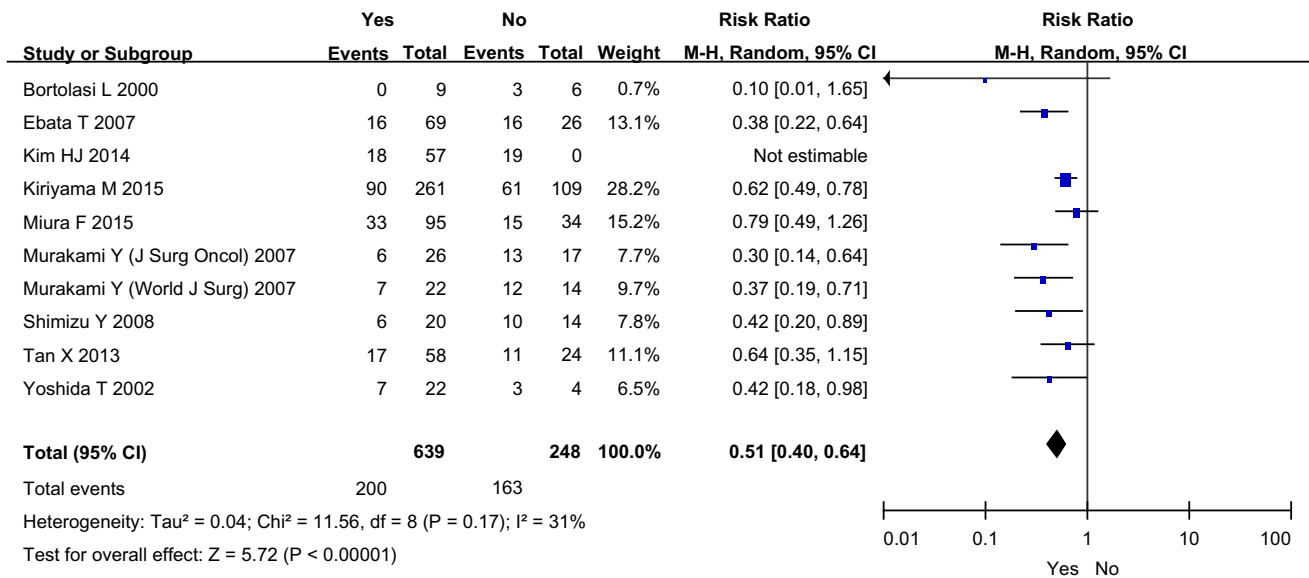 Yes No Risk Ratio Risk Ratio
Study or Subgroup Events Total Events Total Weight M-H, Random, 95% CI M-H, Random, 95% CI
Bortolasi L 2000 0 9 3 6 0.7% 0.10 [0.01, 1.65]
Ebata T 2007 16 69 16 26 13.1% 0.38 [0.22, 0.64]
Kim HJ 2014 18 57 19 0 Not estimable
Kiriyama M 2015 90 261 61 109 28.2% 0.62 [0.49, 0.78]
Miura F 2015 33 95 15 34 15.2% 0.79 [0.49, 1.26]
Murakami Y (J Surg Oncol) 2007 6 26 13 17 7.7% 0.30 [0.14, 0.64]
Murakami Y (World J Surg) 2007 7 22 12 14 9.7% 0.37 [0.19, 0.71]
Shimizu Y 2008 6 20 10 14 7.8% 0.42 [0.20, 0.89]
Tan X 2013 17 58 11 24 11.1% 0.64 [0.35, 1.15]
Yoshida T 2002 7 22 3 4 6.5% 0.42 [0.18, 0.98]
Total (95% CI) 639 248 100.0% 0.51 [0.40, 0.64]
Total events 200 163
Heterogeneity: Tau² = 0.04; Chi² = 11.56, df = 8 (P = 0.17); I² = 31%
Test for overall effect: Z = 5.72 (P < 0.00001)
0.01 0.1 1 10 100
Yes No